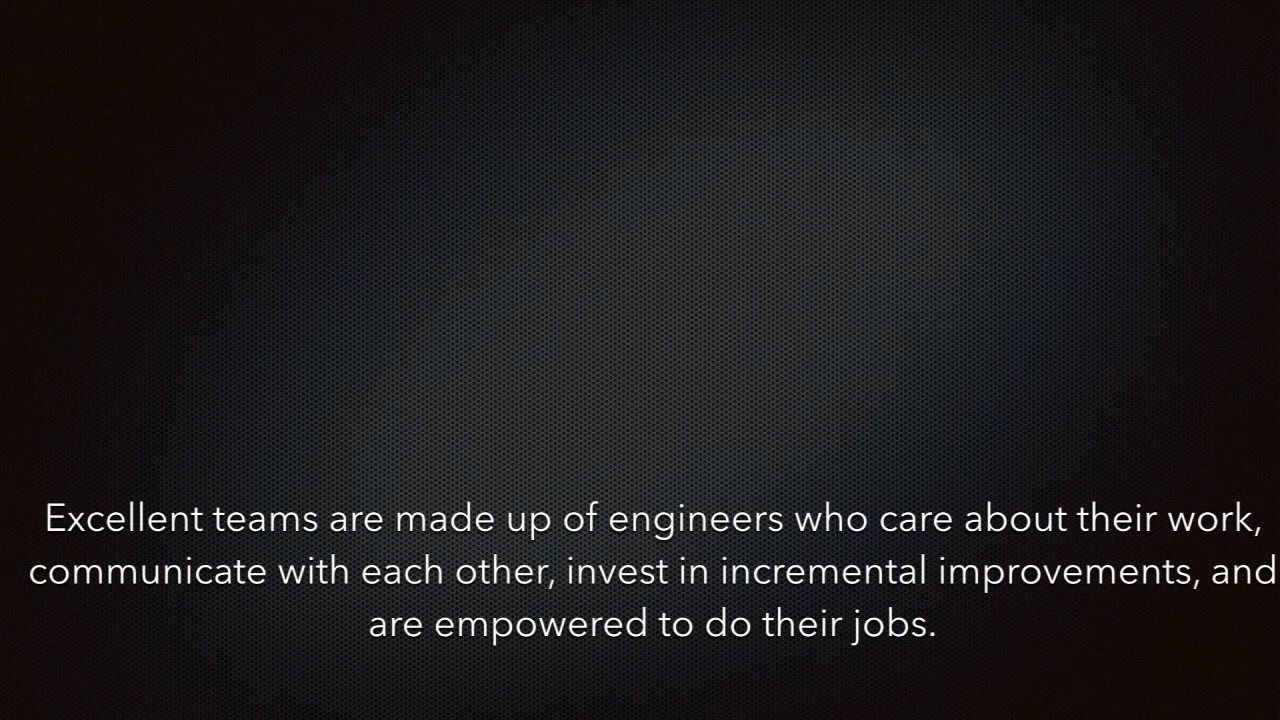 Excellent teams are made up of engineers who care about their work,
communicate with each other, invest in incremental improvements, and
are empowered to do their jobs.